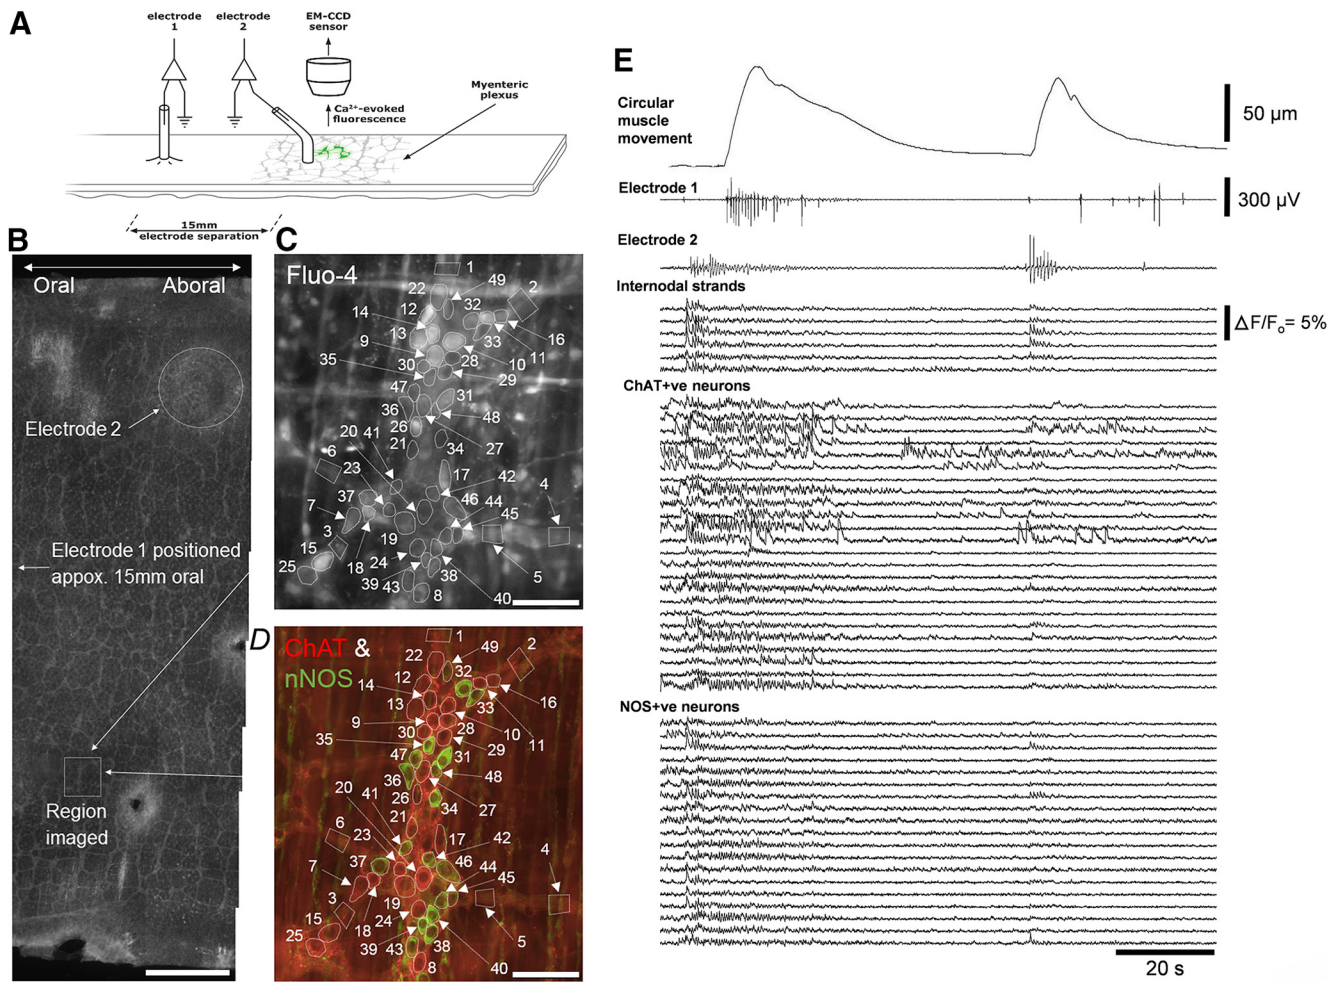 A
electrode
1
electrode
2
EM-CCD
sensor
Ca²⁺-evoked
fluorescence
Myenteric
plexus
15mm
electrode separation
B
Oral
Aboral
Electrode 2
Electrode 1 positioned
appox. 15mm oral
Region
imaged
C
Fluo-4
1
49
2
22
12
32
14
13
16
9
33
11
35
30
28
10
29
47
31
36
48
26
20
41
21
27
6
34
23
17
42
4
7
37
46
44
45
3
19
15
18
25
24
5
39
43
38
8
40
D
ChAT &
nNOS
1
49
2
22
12
32
14
13
16
33
9
10
11
30
28
35
29
47
31
48
36
20
41
26
27
34
21
6
23
17
42
4
7
37
46
44
45
3
19
15
18
24
5
25
39
43
38
8
40
E
Circular
muscle
movement
50 µm
Electrode 1
300 µV
Electrode 2
Internodal strands
ΔF/Fₒ= 5%
ChAT+ve neurons
NOS+ve neurons
20 s